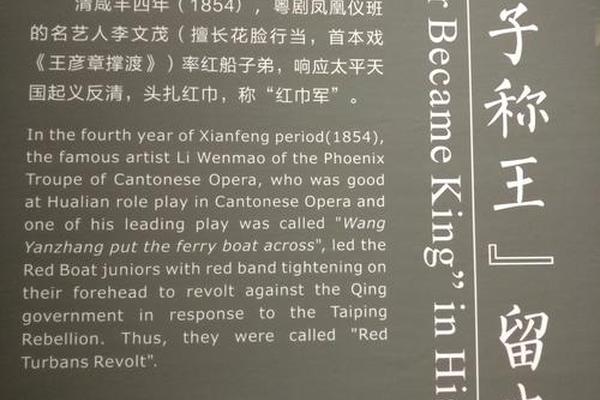 清咸丰四年（1854），粤剧凤凰仪班
的名艺人李文茂（擅长花脸行当，首本戏
《王彦章撑渡》）率红船子弟，响应太平天
国起义反清，头扎红巾，称“红巾军”。
In the fourth year of Xianfeng period(1854),
the famous artist Li Wenmao of the Phoenix
Troupe of Cantonese Opera, who was good
at Hualian role play in Cantonese Opera and
one of his leading play was called "Wang
Yanzhang put the ferry boat across", led the
Red Boat juniors with red band tightening on
their forehead to revolt against the Qing
government in response to the Taiping
Rebellion. Thus, they were called "Red
Turbans Revolt".
Became King” in
子称王』留